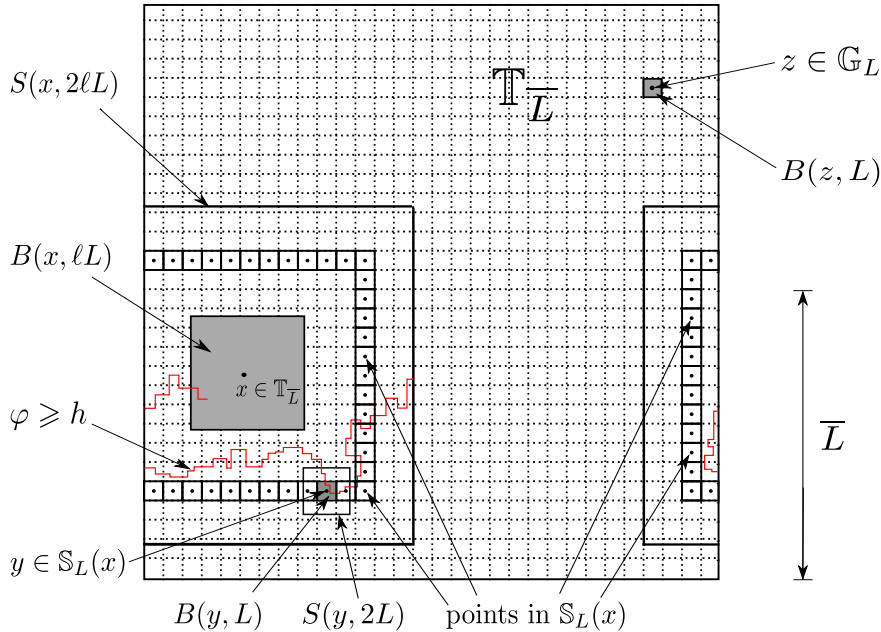 𝕋_L̅
z ∈ 𝔾_L
S(x, 2ℓL)
B(z, L)
B(x, ℓL)
x ∈ 𝕋_L̅
φ ⩾ h
L̅
y ∈ 𝕊_L(x)
B(y, L)
S(y, 2L)
points in 𝕊_L(x)